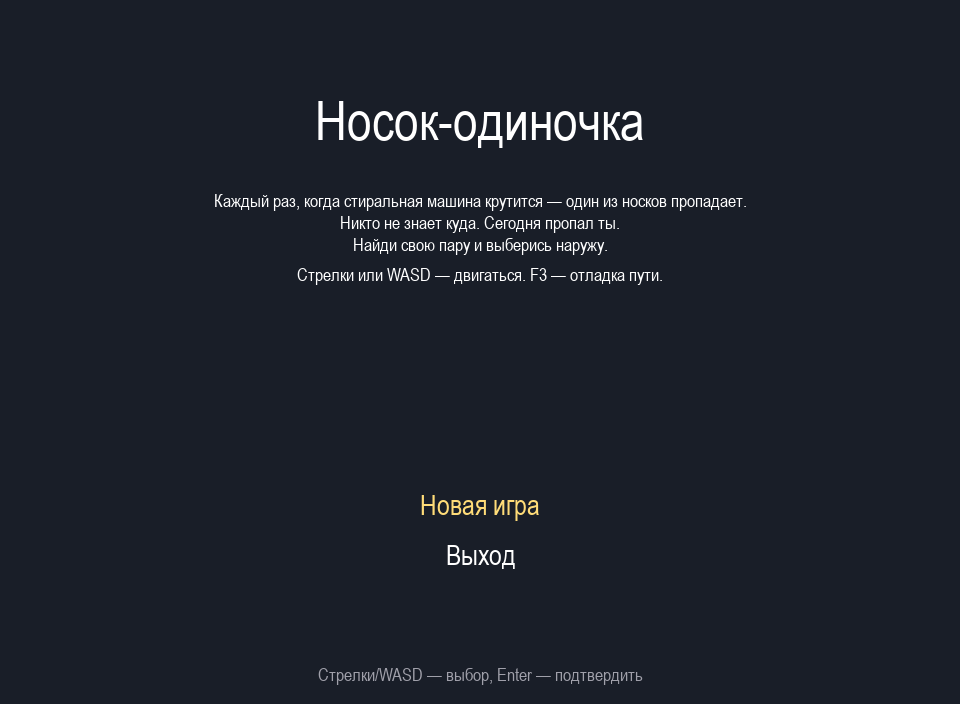 Носок-одиночка
Каждый раз, когда стиральная машина крутится — один из носков пропадает.
Никто не знает куда. Сегодня пропал ты.
Найди свою пару и выберись наружу.
Стрелки или WASD — двигаться. F3 — отладка пути.
Новая игра
Выход
Стрелки/WASD — выбор, Enter — подтвердить